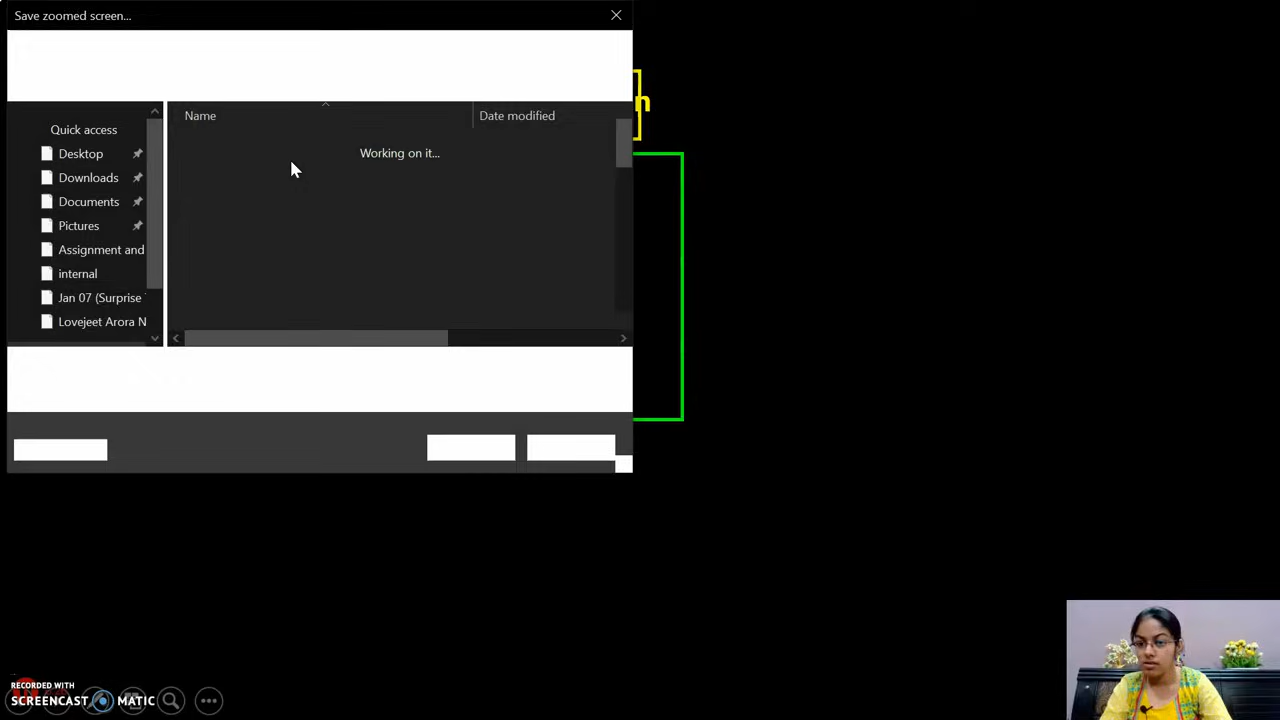 Save zoomed screen...
n
Name
Date modified
Quick access
Working on it...
Desktop
Downloads
Documents
Pictures
Assignment and
internal
Jan 07 (Surprise
Lovejeet Arora N
RECORDED WITH
SCREENCAST MATIC